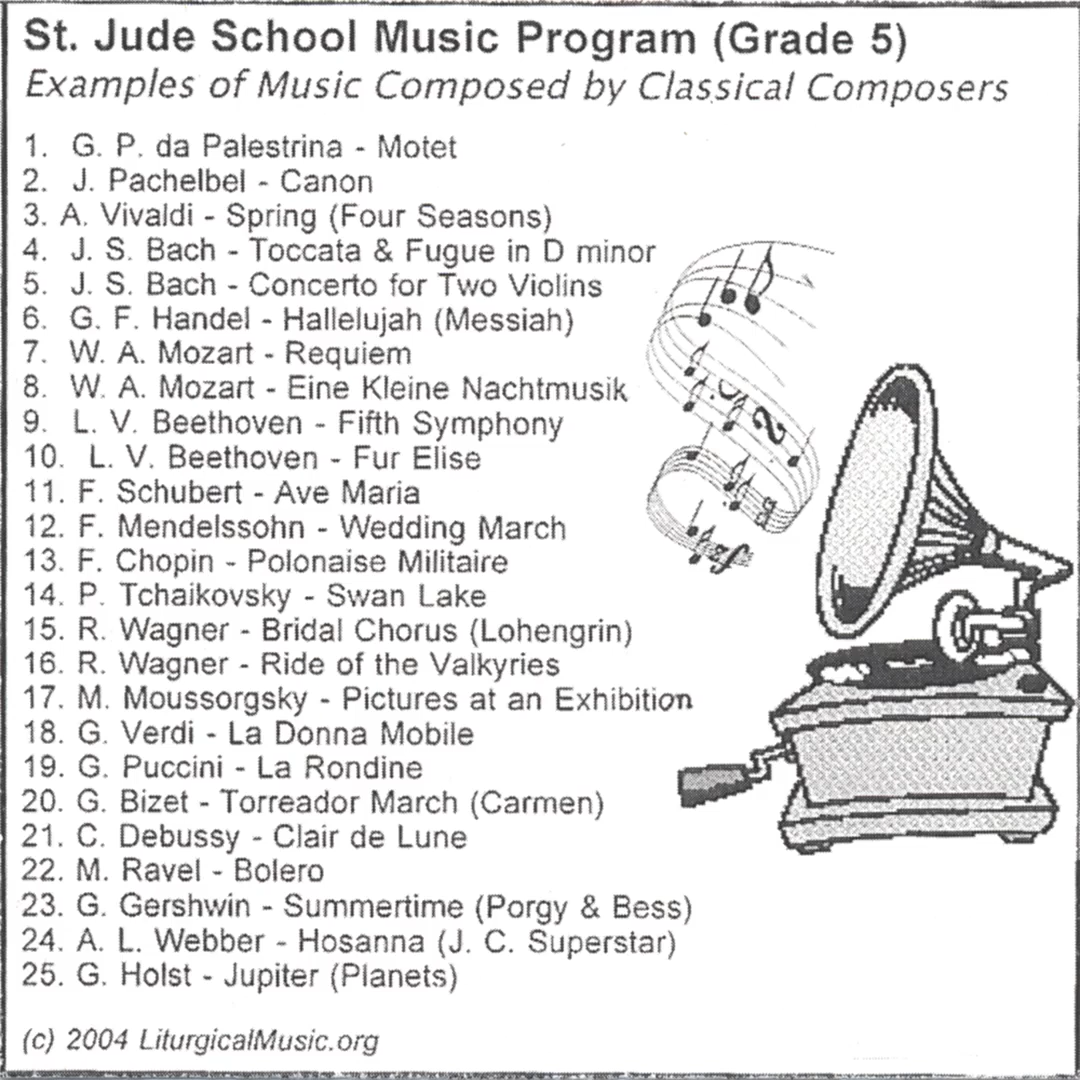 St. Jude School Music Program (Grade 5)
Examples of Music Composed by Classical Composers
1. G. P. da Palestrina - Motet
2. J. Pachelbel - Canon
3. A. Vivaldi - Spring (Four Seasons)
4. J. S. Bach - Toccata & Fugue in D minor
5. J. S. Bach - Concerto for Two Violins
6. G. F. Handel - Hallelujah (Messiah)
7. W. A. Mozart - Requiem
8. W. A. Mozart - Eine Kleine Nachtmusik
9. L. V. Beethoven - Fifth Symphony
10. L. V. Beethoven - Fur Elise
11. F. Schubert - Ave Maria
12. F. Mendelssohn - Wedding March
13. F. Chopin - Polonaise Militaire
14. P. Tchaikovsky - Swan Lake
15. R. Wagner - Bridal Chorus (Lohengrin)
16. R. Wagner - Ride of the Valkyries
17. M. Moussorgsky - Pictures at an Exhibition
18. G. Verdi - La Donna Mobile
19. G. Puccini - La Rondine
20. G. Bizet - Torreador March (Carmen)
21. C. Debussy - Clair de Lune
22. M. Ravel - Bolero
23. G. Gershwin - Summertime (Porgy & Bess)
24. A. L. Webber - Hosanna (J. C. Superstar)
25. G. Holst - Jupiter (Planets)
(c) 2004 LiturgicalMusic.org